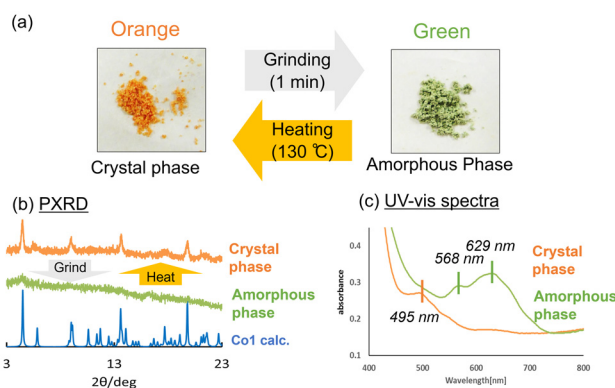 (a)
Orange
Green
Grinding
(1 min)
Heating
(130 ℃)
Crystal phase
Amorphous Phase
(b) PXRD
Crystal
phase
Grind
Heat
Amorphous
phase
Co1 calc.
3
13
23
2θ/deg
(c) UV-vis spectra
0.4
0.3
0.2
0.1
absorbance
629 nm
568 nm
495 nm
Crystal
phase
Amorphous
phase
400
500
600
700
800
Wavelength[nm]